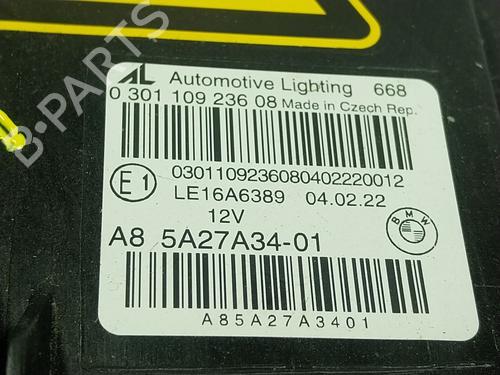 AL Automotive Lighting 668
0 301 109 236 08 Made in Czech Rep.
0301109236080402220012
E1
LE16A6389 04.02.22
12V
BMW
A8 5A27A34-01
A85A27A3401
B-PARTS